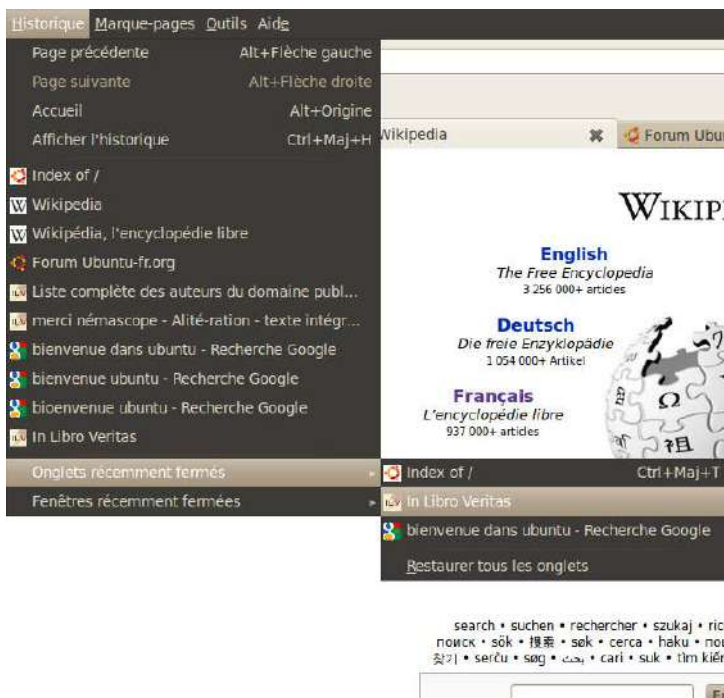 Historique Marque-pages Outils Aide
Page précédente Alt+Flèche gauche
Page suivante Alt+Flèche droite
Accueil Alt+Origine
Afficher l'historique Ctrl+Maj+H
Wikipedia
Forum Ubu
Index of /
Wikipedia
Wikipédia, l'encyclopédie libre
Forum Ubuntu-fr.org
Liste complète des auteurs du domaine publ...
merci némascope - Alité-ration - texte intégr...
bienvenue dans ubuntu - Recherche Google
bienvenue ubuntu - Recherche Google
bioenvenue ubuntu - Recherche Google
In Libro Veritas
Onglets récemment fermés
Fenêtres récemment fermées
WIKIP
English
The Free Encyclopedia
3 256 000+ articles
Deutsch
Die freie Enzyklopädie
1 054 000+ Artikel
Français
L'encyclopédie libre
937 000+ articles
Ω
祖
Index of / Ctrl+Maj+T
In Libro Veritas
bienvenue dans ubuntu - Recherche Google
Restaurer tous les onglets
search • suchen • rechercher • szukaj • ric
поиск • sök • 搜索 • søk • cerca • haku • по
찾기 • serĉu • søg • بحث • cari • suk • tìm kiế